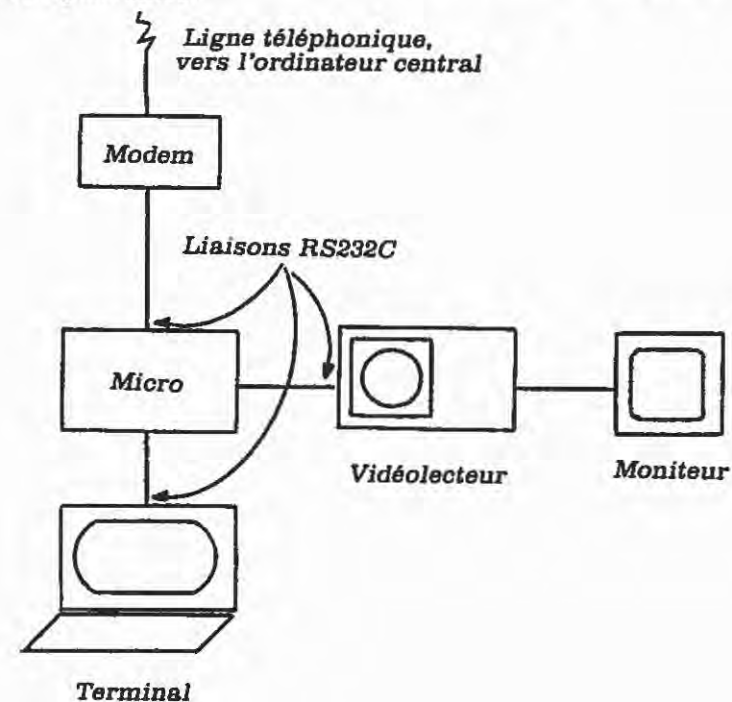 Ligne téléphonique,
vers l'ordinateur central
Modem
Liaisons RS232C
Micro
Vidéolecteur
Moniteur
Terminal